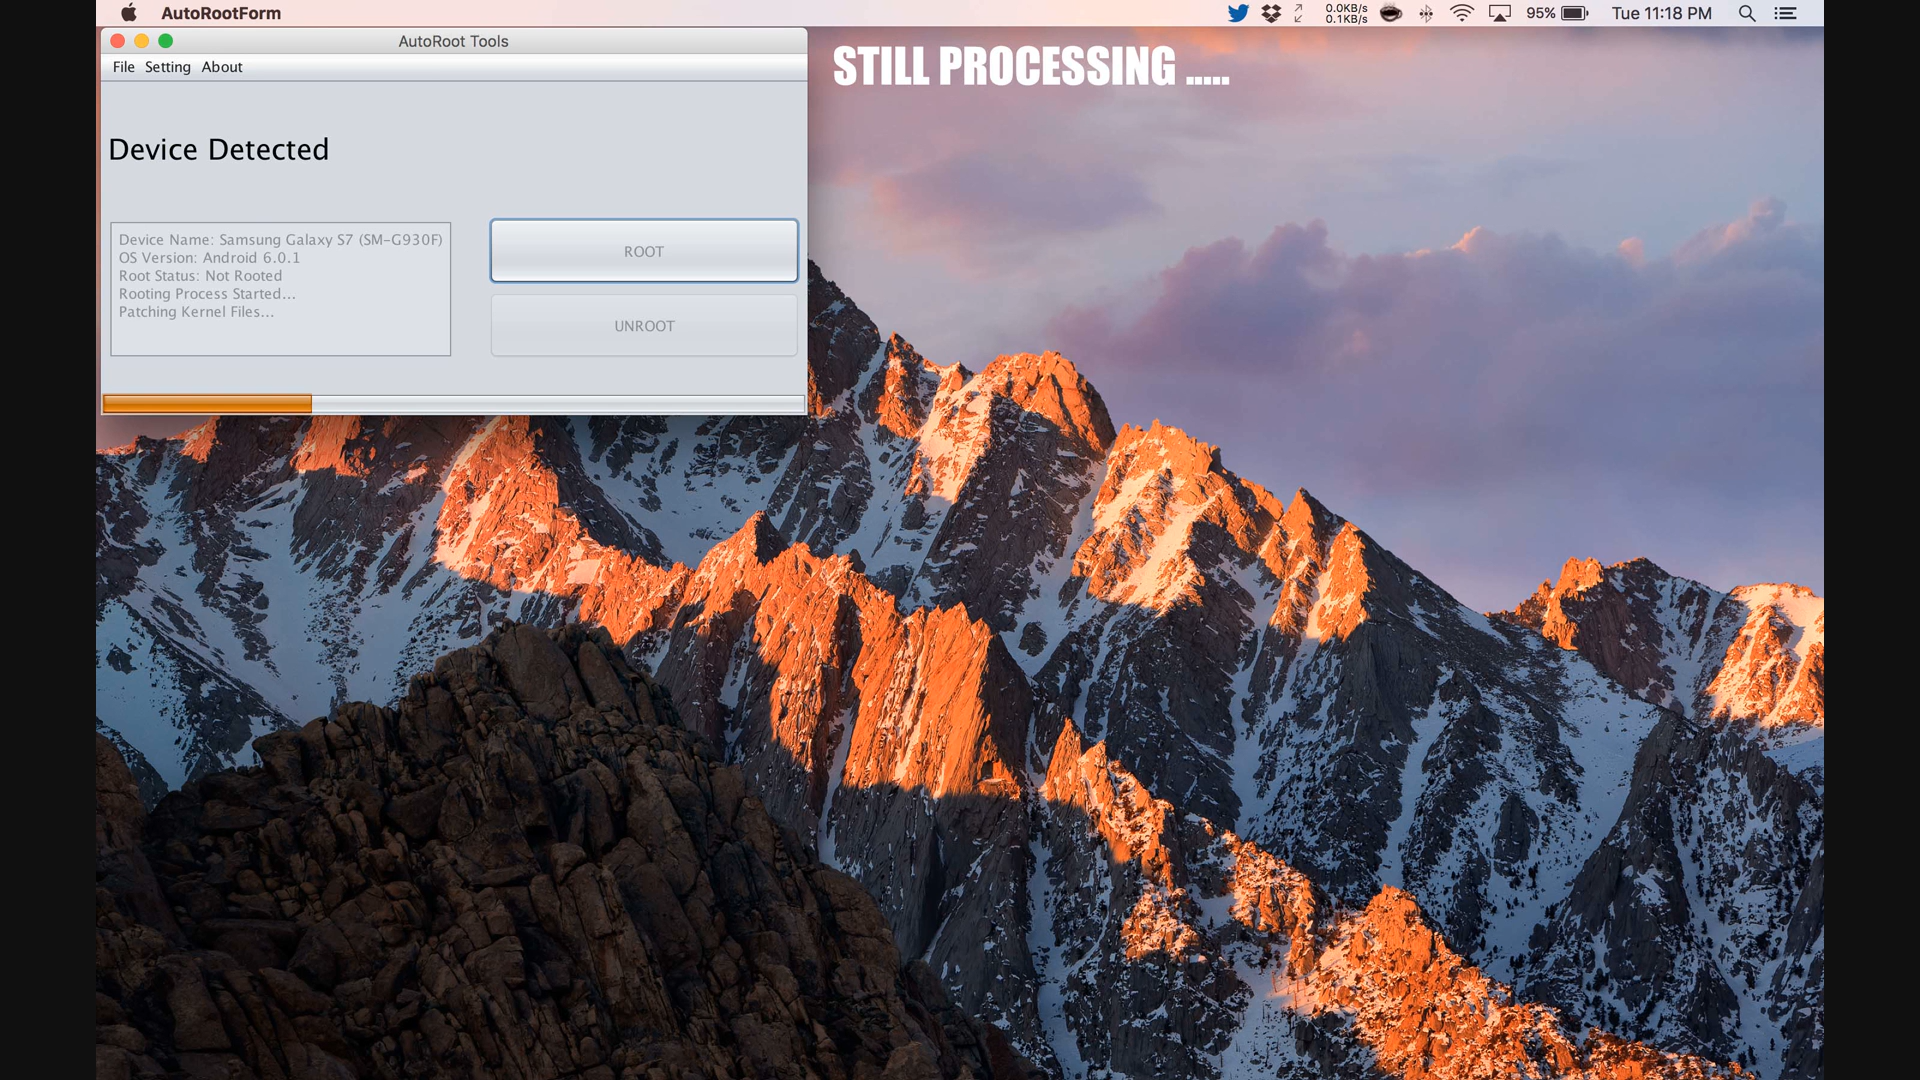 AutoRootForm
0.0KB/s
0.1KB/s
95%
Tue 11:18 PM
AutoRoot Tools
File Setting About
STILL PROCESSING .....
Device Detected
Device Name: Samsung Galaxy S7 (SM-G930F)
OS Version: Android 6.0.1
Root Status: Not Rooted
Rooting Process Started...
Patching Kernel Files...
ROOT
UNROOT